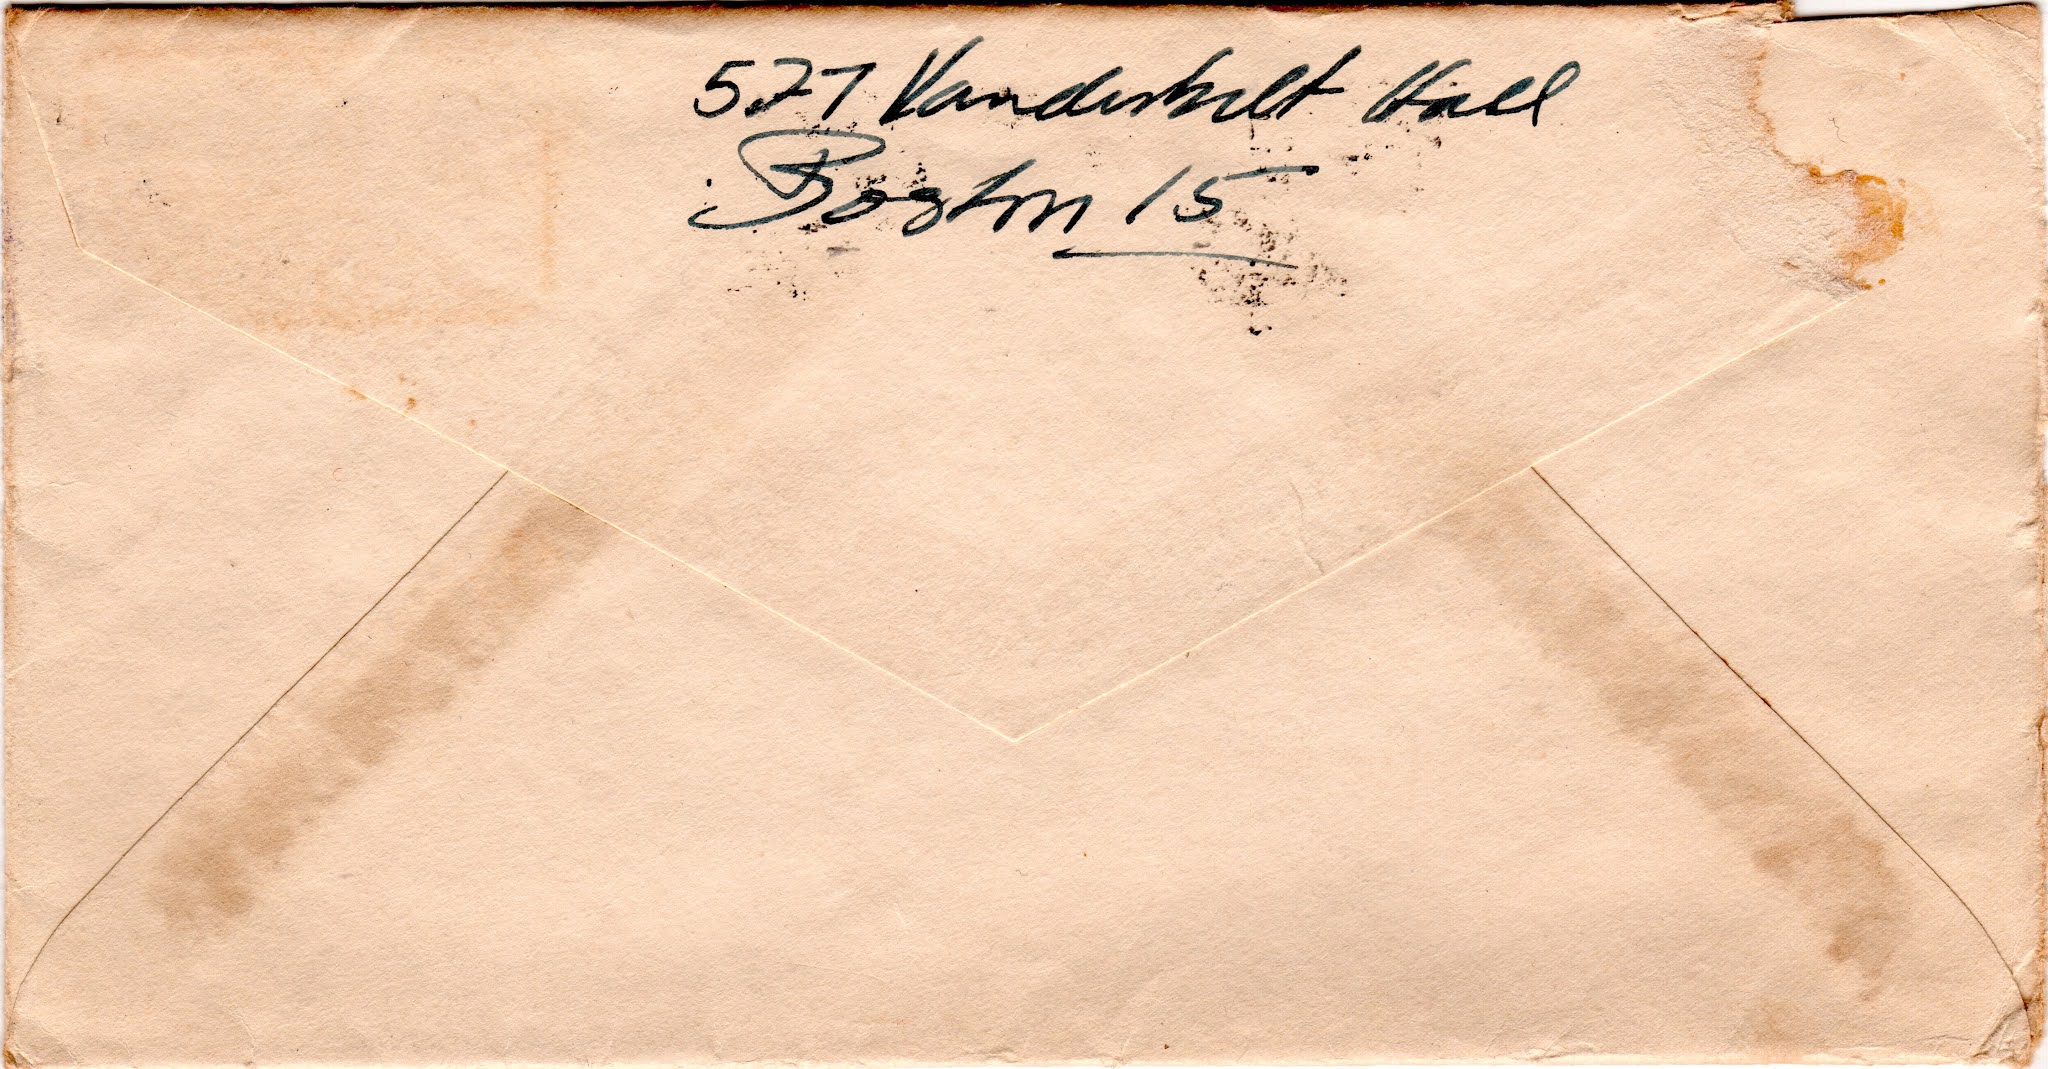 527 Vanderbilt Hall
Boston 15